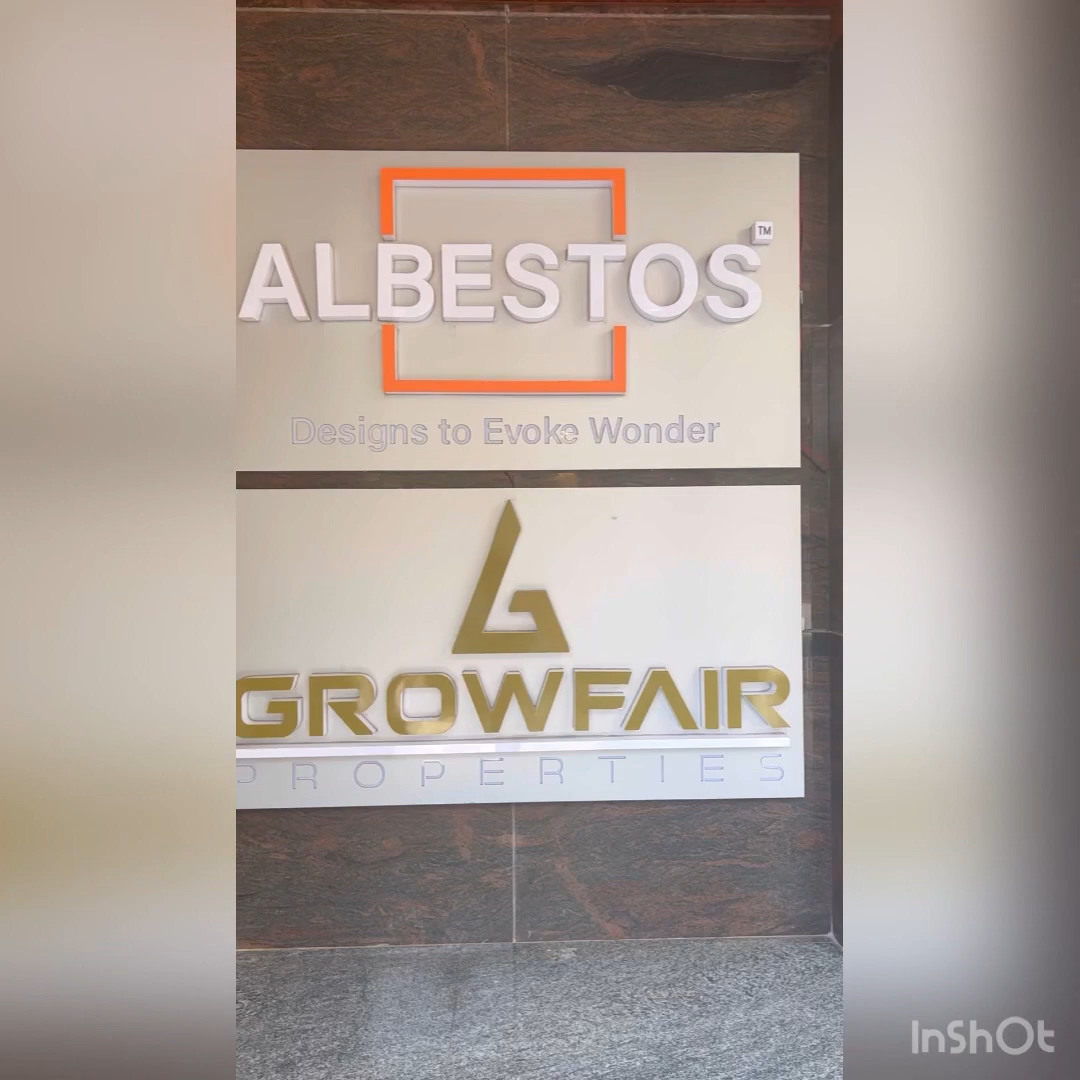 ALBESTOS™
Designs to Evoke Wonder
GROWFAIR
PROPERTIES
InShOt